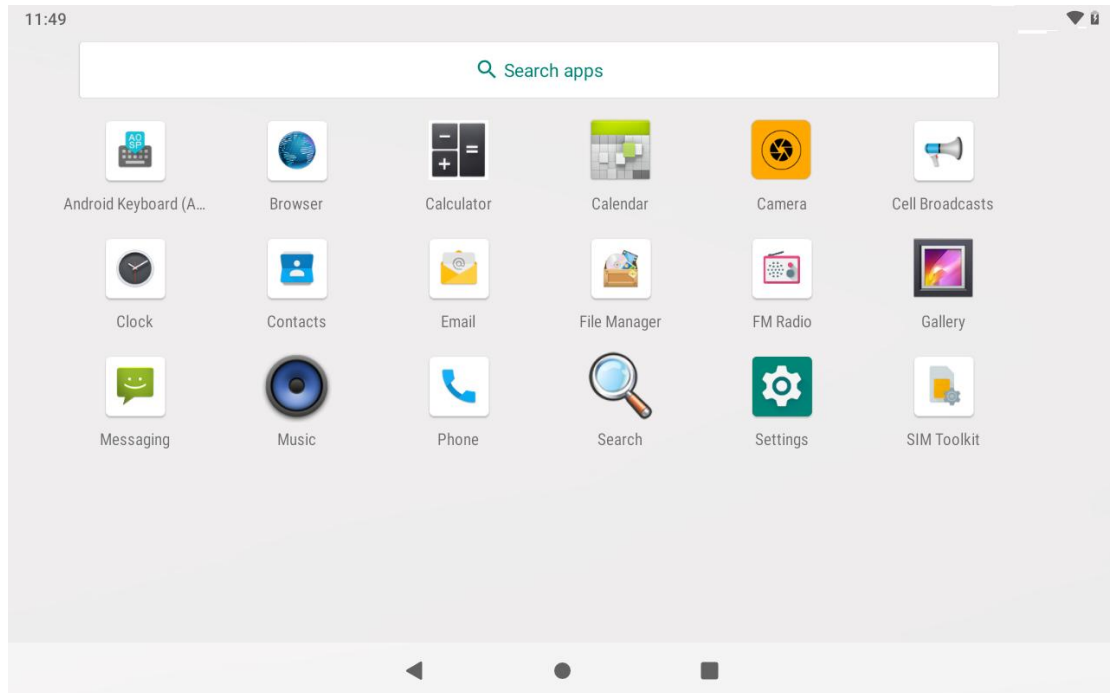 11:49
Search apps
Android Keyboard (A...
Browser
Calculator
Calendar
Camera
Cell Broadcasts
Clock
Contacts
Email
File Manager
FM Radio
Gallery
Messaging
Music
Phone
Search
Settings
SIM Toolkit